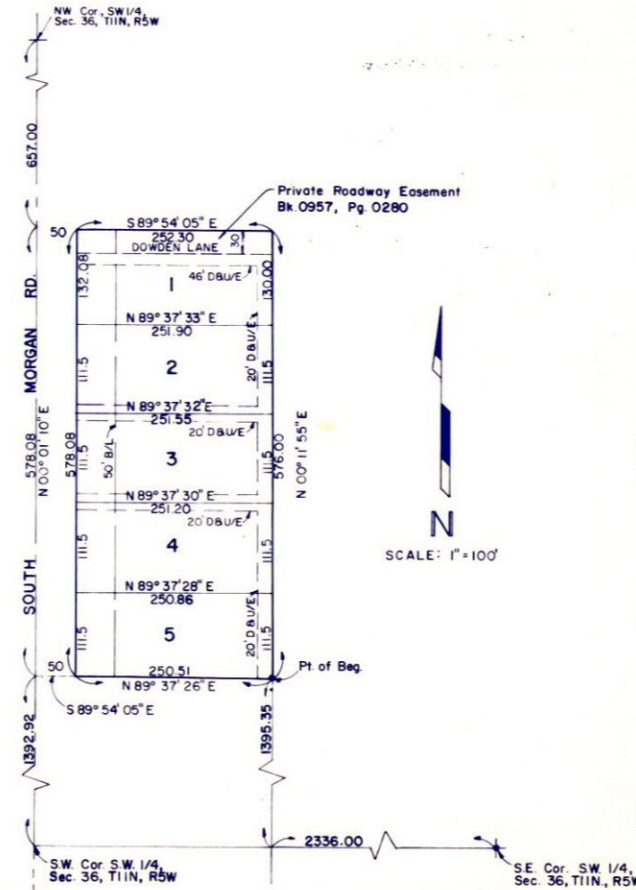 NW Cor., SW 1/4,
Sec. 36, T11N, R5W
657.00
Private Roadway Easement
Bk. 0957, Pg. 0280
50
S 89° 54' 05" E
252.30
30
DOWDEN LANE
46' D&U/E
132.08
130.00
1
N 89° 37' 33" E
251.90
20' D&U/E
111.5
2
111.5
N 89° 37' 32" E
251.55
20' D&U/E
SOUTH MORGAN RD.
578.08
N 00° 01' 10" E
578.08
50' B/L
111.5
3
111.5
576.00
N 00° 11' 55" E
N 89° 37' 30" E
251.20
20' D&U/E
N
SCALE: 1" = 100'
111.5
4
111.5
N 89° 37' 28" E
250.86
20' D&U/E
111.5
5
111.5
50
250.51
Pt. of Beg.
N 89° 37' 26" E
S 89° 54' 05" E
1392.92
1395.35
2336.00
S.W. Cor. S.W. 1/4,
Sec. 36, T11N, R5W
S.E. Cor. S.W. 1/4,
Sec. 36, T11N., R5W